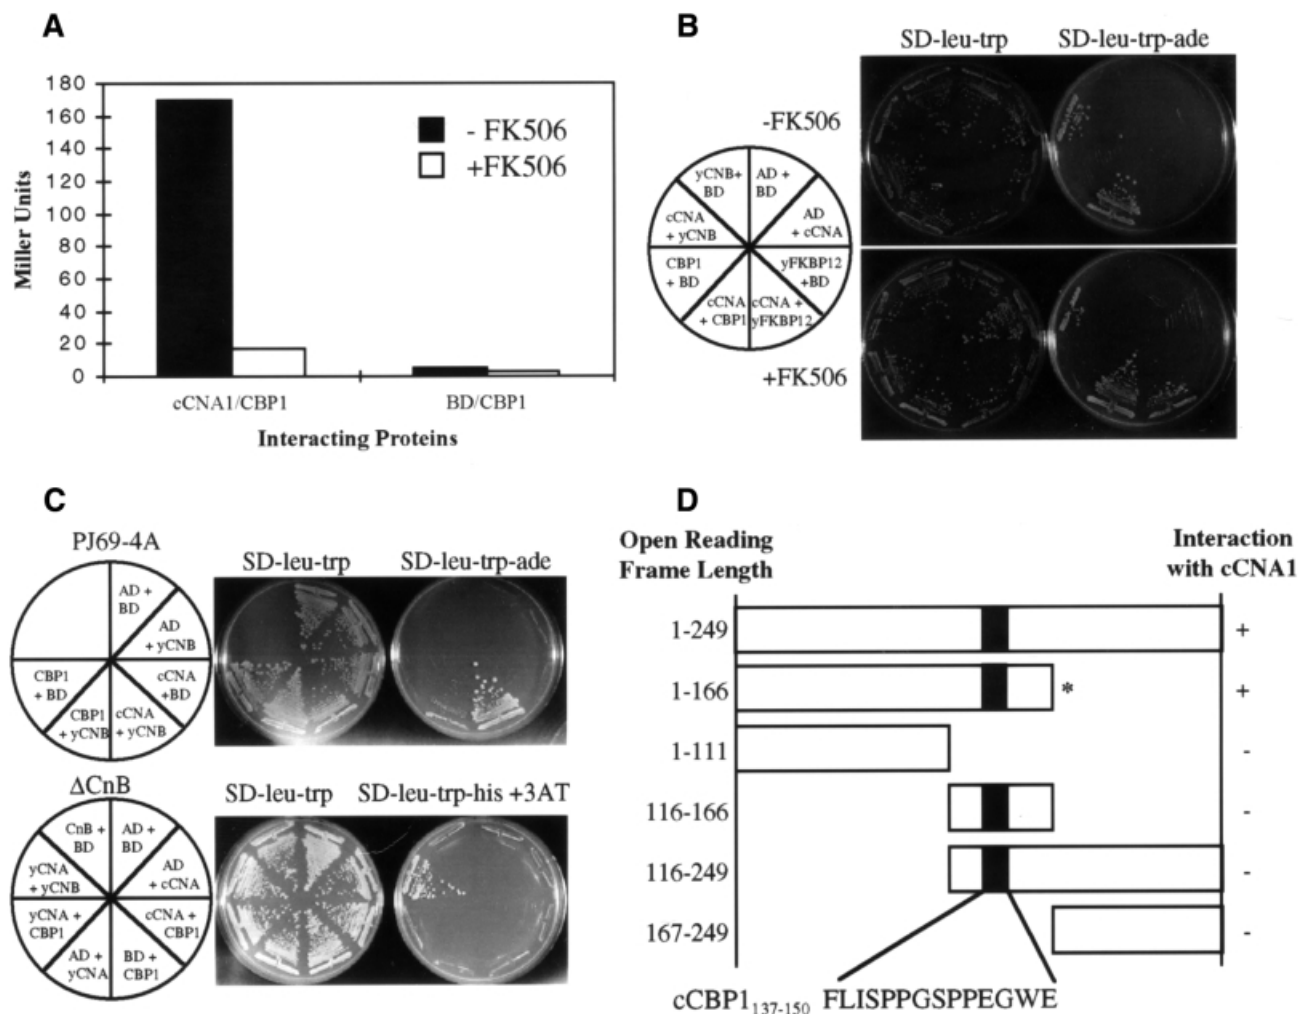 A
180
160
140
120
100
80
60
40
20
0
Miller Units
- FK506
+FK506
cCNA1/CBP1
BD/CBP1
Interacting Proteins
B
SD-leu-trp
SD-leu-trp-ade
-FK506
yCNB+
BD
AD +
BD
cCNA
+ yCNB
AD
+ cCNA
CBP1
+ BD
yFKBP12
+BD
cCNA
+ CBP1
cCNA +
yFKBP12
+FK506
C
PJ69-4A
SD-leu-trp
SD-leu-trp-ade
AD +
BD
AD
+ yCNB
CBP1
+ BD
cCNA
+BD
CBP1
+ yCNB
cCNA
+ yCNB
ΔCnB
SD-leu-trp
SD-leu-trp-his +3AT
CnB +
BD
AD +
BD
yCNA
+ yCNB
AD
+ cCNA
yCNA +
CBP1
cCNA +
CBP1
AD +
yCNA
BD +
CBP1
D
Open Reading
Frame Length
Interaction
with cCNA1
1-249 +
1-166 * +
1-111 -
116-166 -
116-249 -
167-249 -
cCBP1137-150 FLISPPGSPPEGWE